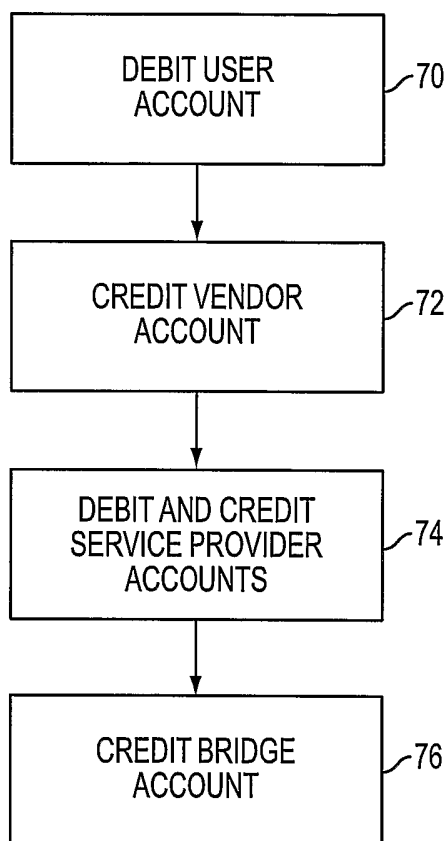 DEBIT USER
ACCOUNT
70
CREDIT VENDOR
ACCOUNT
72
DEBIT AND CREDIT
SERVICE PROVIDER
ACCOUNTS
74
CREDIT BRIDGE
ACCOUNT
76